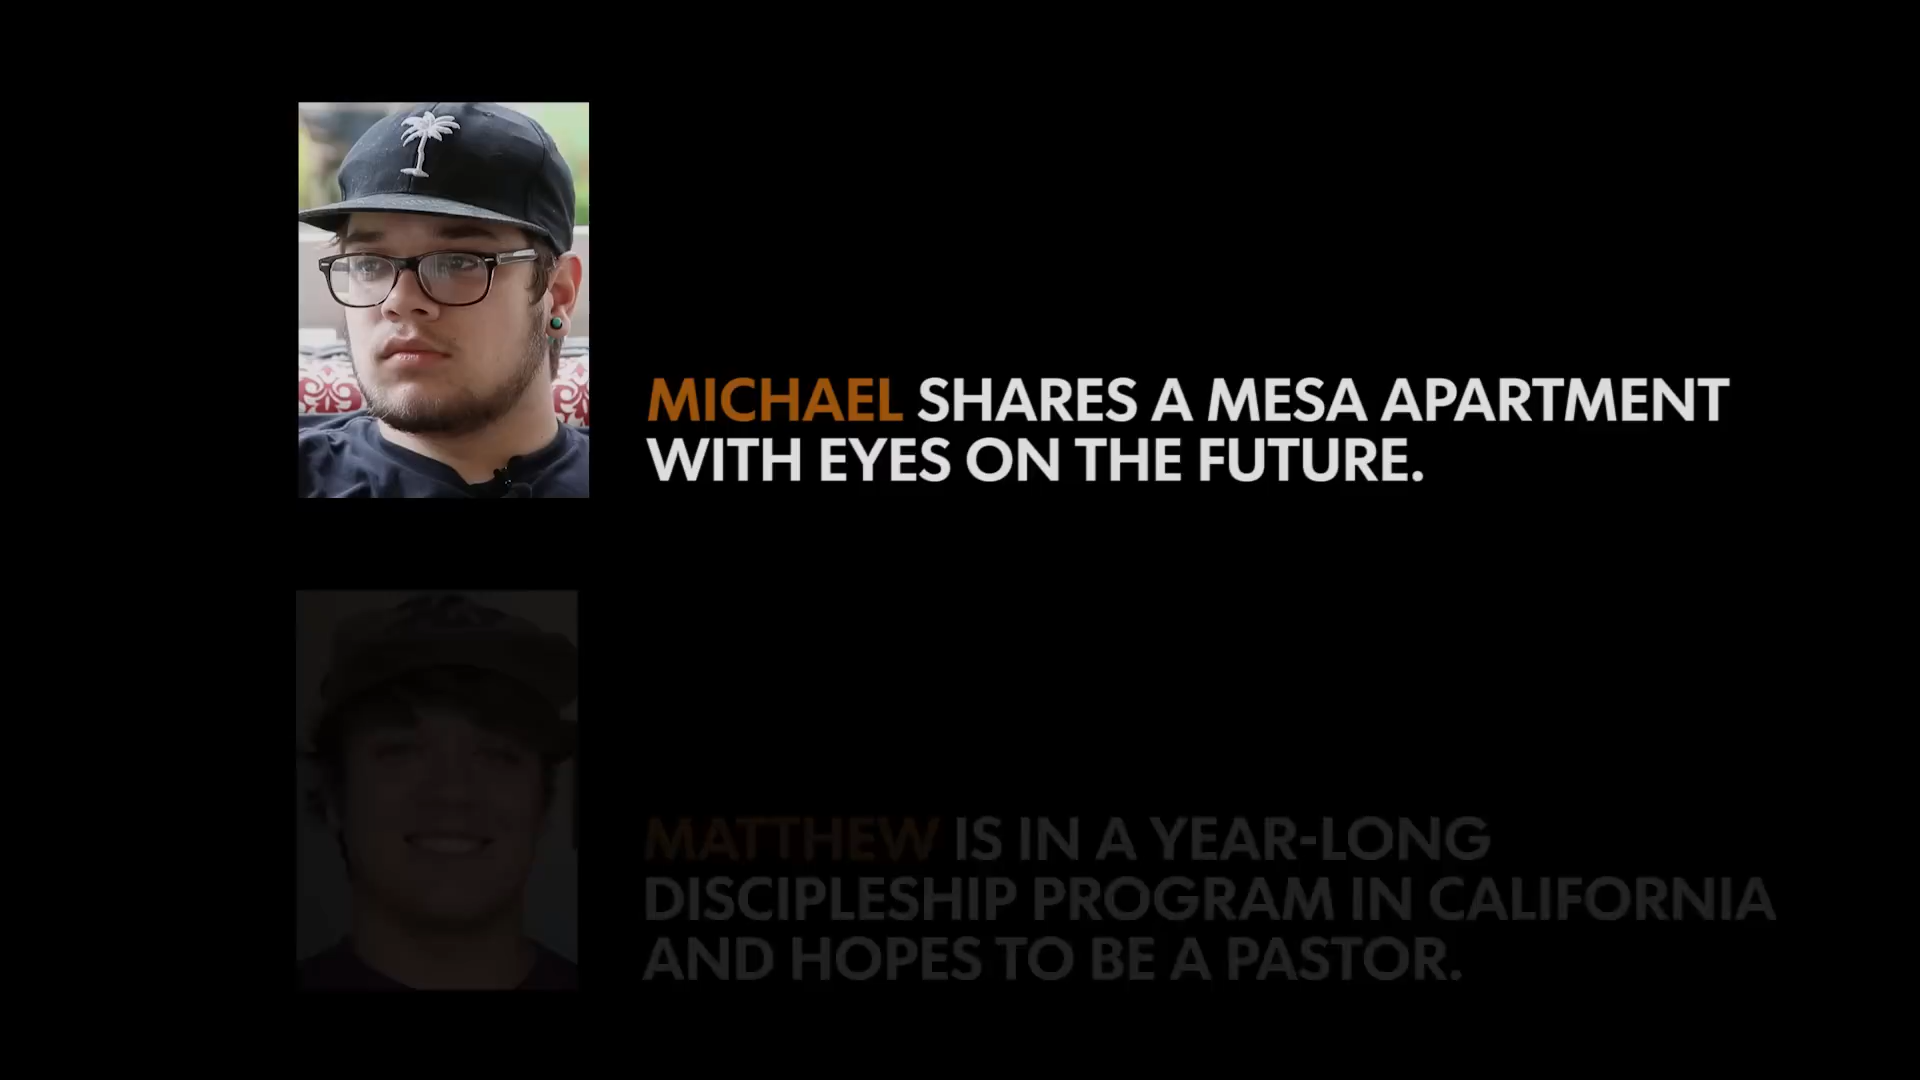 MICHAEL SHARES A MESA APARTMENT
WITH EYES ON THE FUTURE.
MATTHEW IS IN A YEAR-LONG
DISCIPLESHIP PROGRAM IN CALIFORNIA
AND HOPES TO BE A PASTOR.